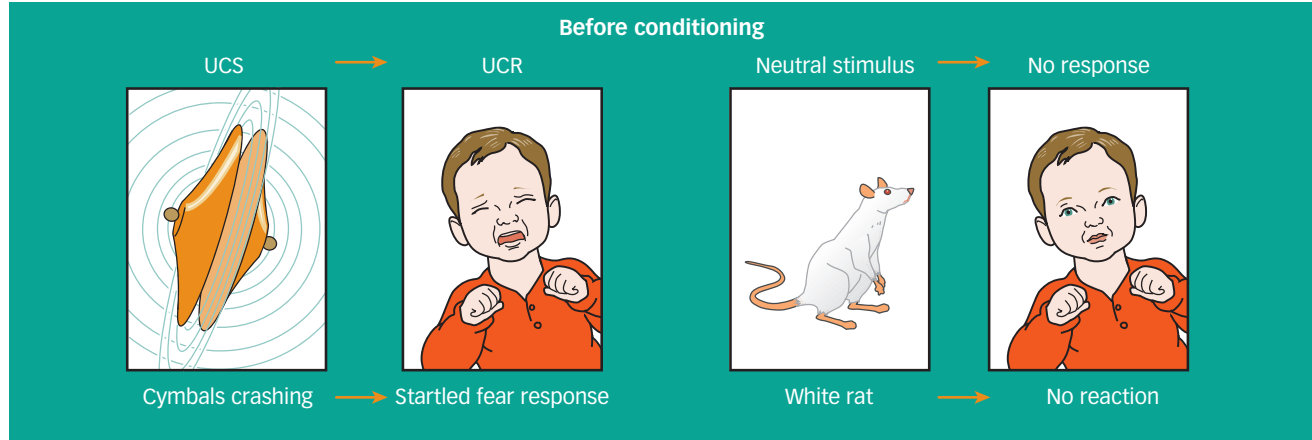 Before conditioning
UCS → UCR
Neutral stimulus → No response
Cymbals crashing → Startled fear response
White rat → No reaction